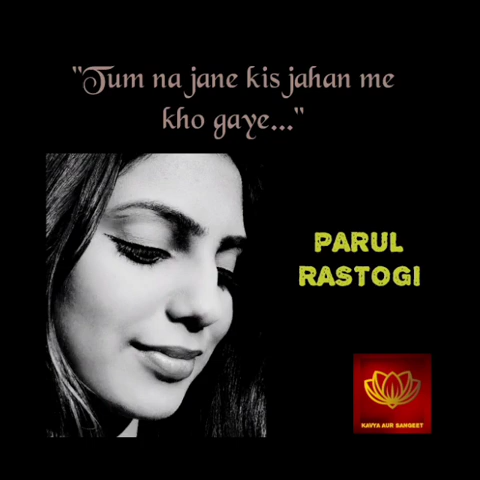 "Tum na jane kis jahan me
kho gaye..."
PARUL
RASTOGI
KAVYA AUR SANGEET